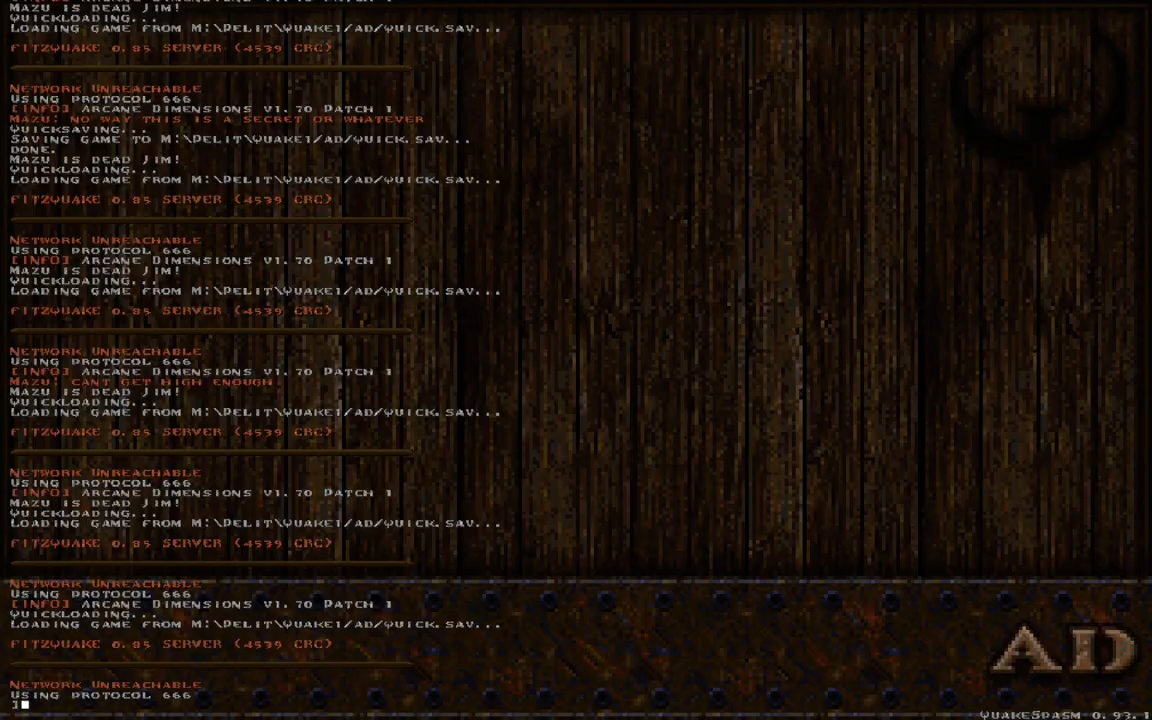 MAZU IS DEAD JIM!
LOADING GAME FROM M:\PELIT\QUAKE1/AD/QUICK.SAV...
FITZQUAKE 0.85 SERVER (4539 CRC)
NETWORK UNREACHABLE
USING PROTOCOL 666
[INFO] ARCANE DIMENSIONS V1.70 PATCH 1
MAZU: NO WAY THIS IS A SECRET OR WHATEVER
QUICKSAVING...
SAVING GAME TO M:\PELIT\QUAKE1/AD/QUICK.SAV...
DONE.
MAZU IS DEAD JIM!
QUICKLOADING...
LOADING GAME FROM M:\PELIT\QUAKE1/AD/QUICK.SAV...
FITZQUAKE 0.85 SERVER (4539 CRC)
NETWORK UNREACHABLE
USING PROTOCOL 666
[INFO] ARCANE DIMENSIONS V1.70 PATCH 1
MAZU IS DEAD JIM!
QUICKLOADING...
LOADING GAME FROM M:\PELIT\QUAKE1/AD/QUICK.SAV...
FITZQUAKE 0.85 SERVER (4539 CRC)
NETWORK UNREACHABLE
USING PROTOCOL 666
[INFO] ARCANE DIMENSIONS V1.70 PATCH 1
MAZU: CANT GET HIGH ENOUGH
MAZU IS DEAD JIM!
QUICKLOADING...
LOADING GAME FROM M:\PELIT\QUAKE1/AD/QUICK.SAV...
FITZQUAKE 0.85 SERVER (4539 CRC)
NETWORK UNREACHABLE
USING PROTOCOL 666
[INFO] ARCANE DIMENSIONS V1.70 PATCH 1
MAZU IS DEAD JIM!
QUICKLOADING...
LOADING GAME FROM M:\PELIT\QUAKE1/AD/QUICK.SAV...
FITZQUAKE 0.85 SERVER (4539 CRC)
NETWORK UNREACHABLE
USING PROTOCOL 666
[INFO] ARCANE DIMENSIONS V1.70 PATCH 1
QUICKLOADING...
LOADING GAME FROM M:\PELIT\QUAKE1/AD/QUICK.SAV...
FITZQUAKE 0.85 SERVER (4539 CRC)
NETWORK UNREACHABLE
USING PROTOCOL 666
]
AD
QUAKESPASM 0.93.1